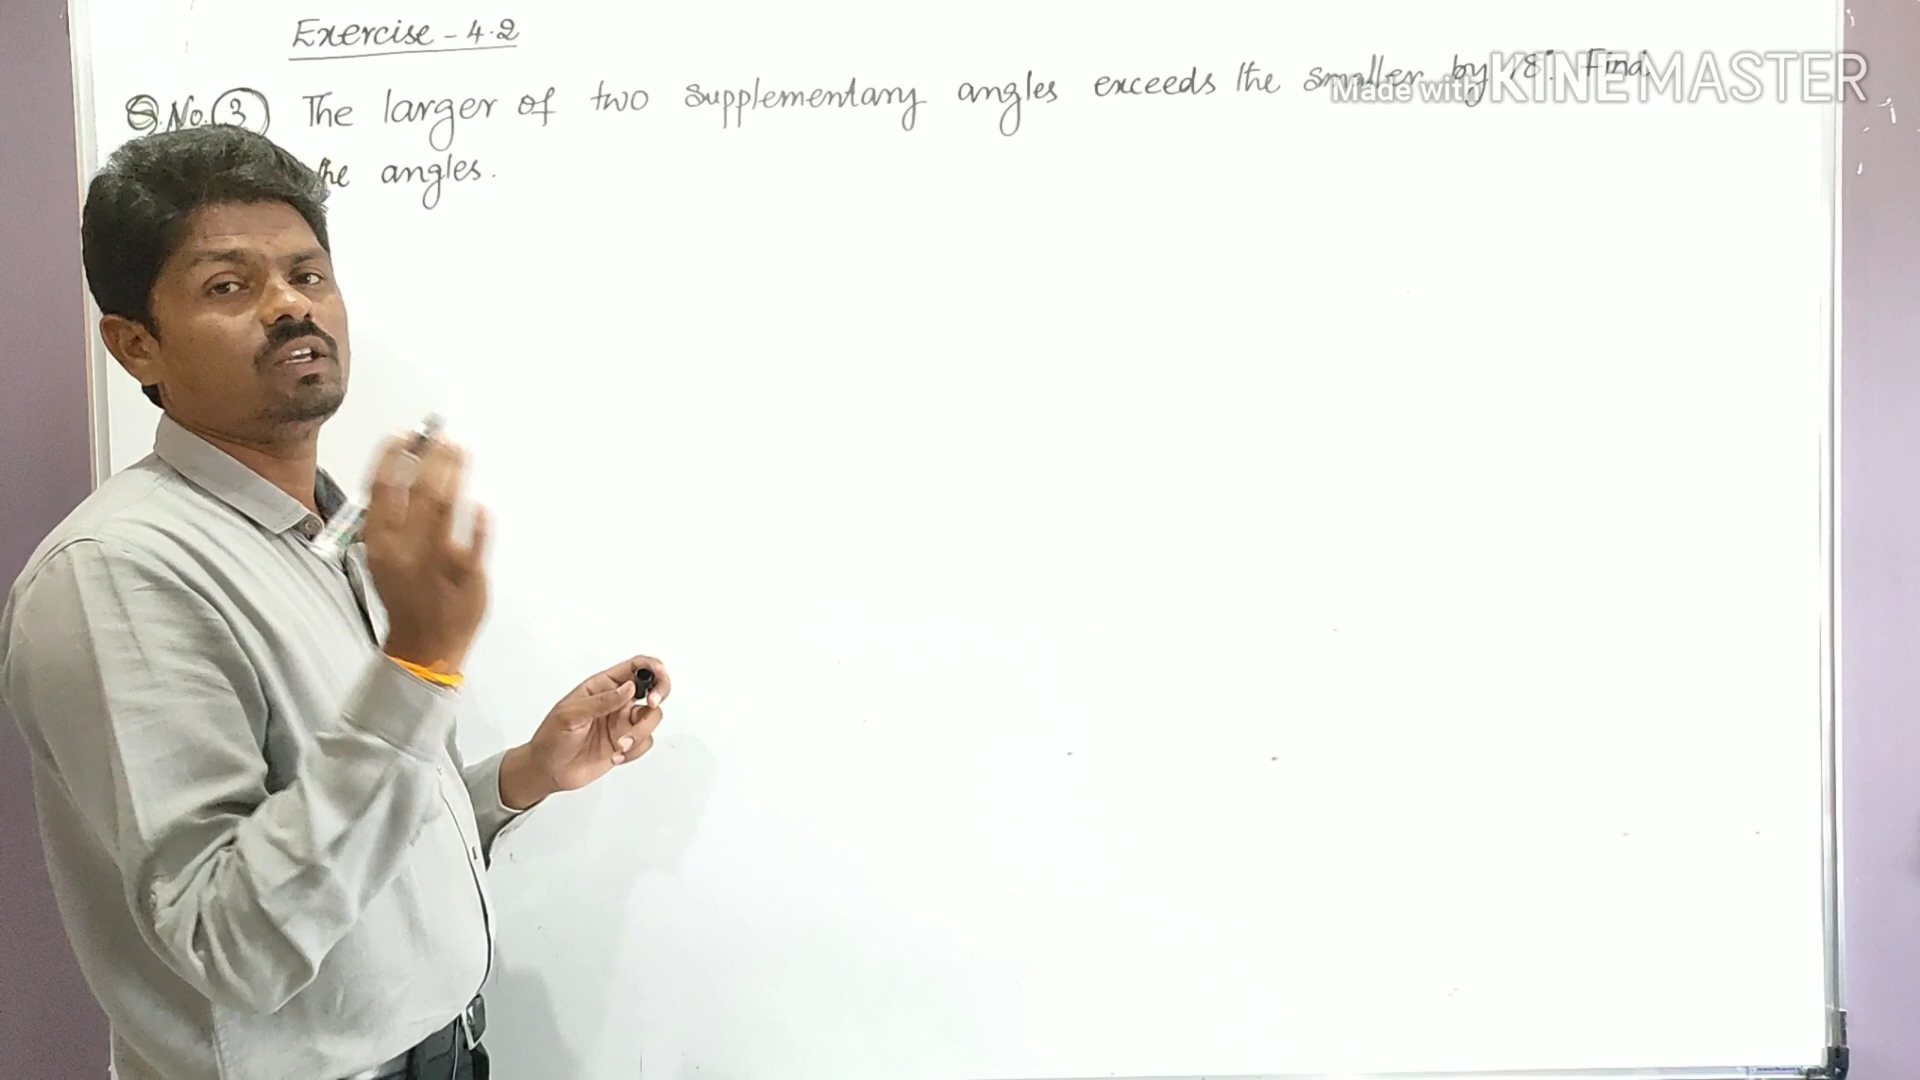 Exercise - 4.2
Q.No.(3) The larger of two supplementary angles exceeds the smaller by 18°. Find
the angles.
Made with KINEMASTER